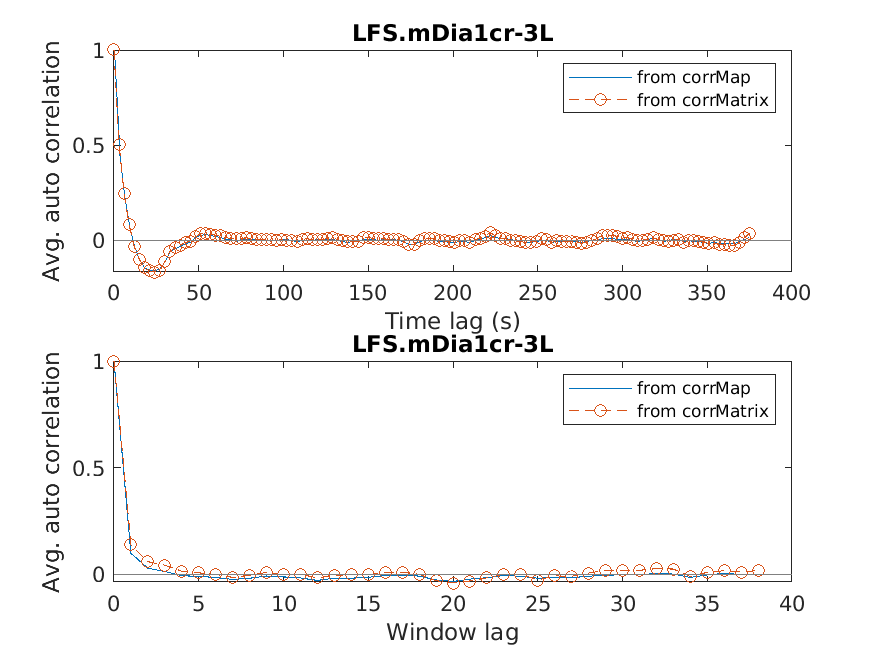 LFS.mDia1cr-3L
Avg. auto correlation
1
0.5
0
from corrMap
from corrMatrix
0 50 100 150 200 250 300 350 400
Time lag (s)
LFS.mDia1cr-3L
Avg. auto correlation
1
0.5
0
from corrMap
from corrMatrix
0 5 10 15 20 25 30 35 40
Window lag